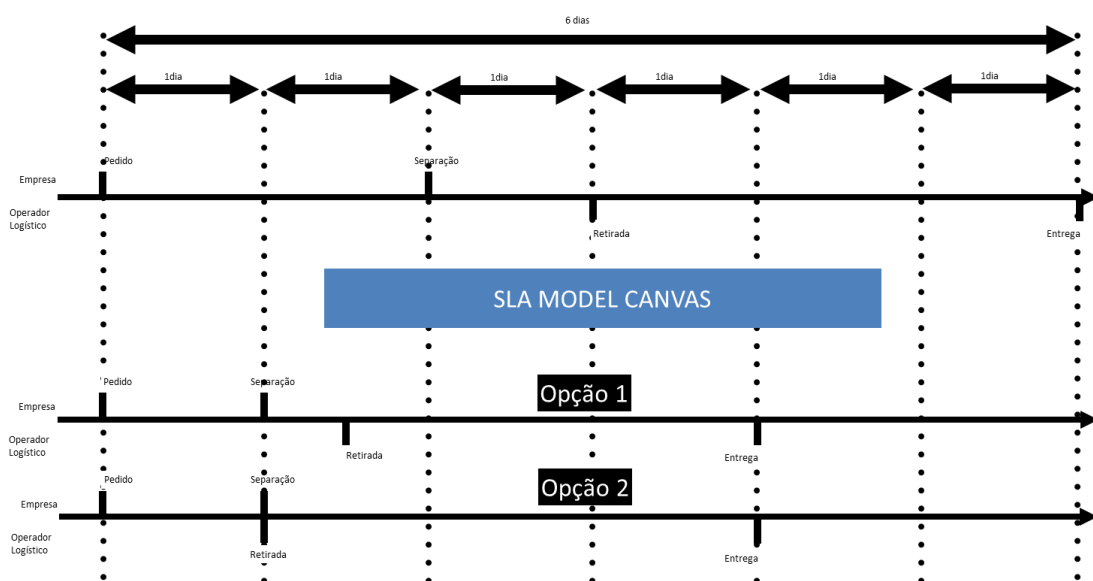 6 dias
1dia
1dia
1dia
1dia
1dia
1dia
Pedido
Separação
Empresa
Operador
Logístico
Retirada
Entrega
SLA MODEL CANVAS
Pedido
Separação
Opção 1
Empresa
Operador
Logístico
Retirada
Entrega
Pedido
Separação
Opção 2
Empresa
Operador
Logístico
Retirada
Entrega